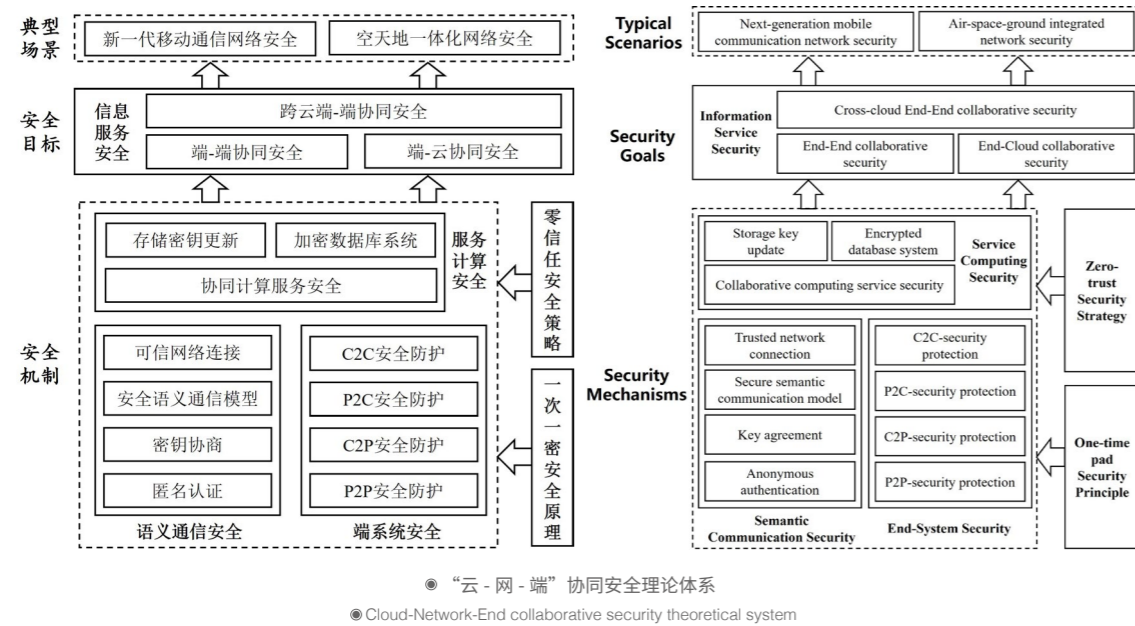 典型
场景
新一代移动通信网络安全
空天地一体化网络安全
安全
目标
信息
服务
安全
跨云端-端协同安全
端-端协同安全
端-云协同安全
安全
机制
存储密钥更新
加密数据库系统
协同计算服务安全
服务
计算
安全
可信网络连接
安全语义通信模型
密钥协商
匿名认证
语义通信安全
C2C安全防护
P2C安全防护
C2P安全防护
P2P安全防护
端系统安全
零信任安全策略
一次一密安全原理
Typical
Scenarios
Next-generation mobile
communication network security
Air-space-ground integrated
network security
Security
Goals
Information
Service
Security
Cross-cloud End-End collaborative security
End-End collaborative
security
End-Cloud collaborative
security
Security
Mechanisms
Storage key
update
Encrypted
database system
Collaborative computing service security
Service
Computing
Security
Trusted network
connection
Secure semantic
communication model
Key agreement
Anonymous
authentication
Semantic
Communication Security
C2C-security
protection
P2C-security protection
C2P-security protection
P2P-security protection
End-System Security
Zero-
trust
Security
Strategy
One-time
pad
Security
Principle
◉ “云 - 网 - 端”协同安全理论体系
◉ Cloud-Network-End collaborative security theoretical system